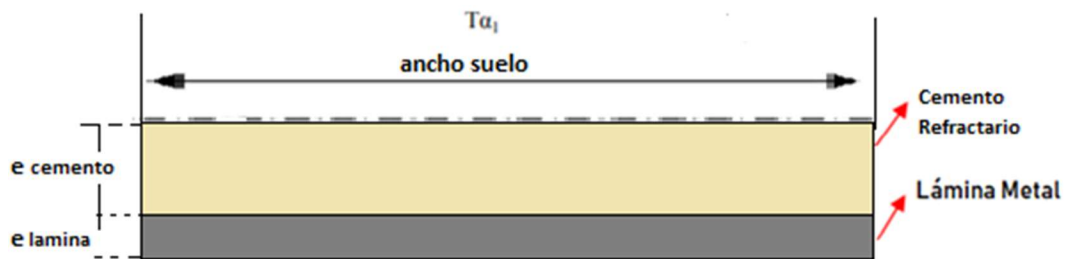 Tα₁
ancho suelo
Cemento
Refractario
e cemento
Lámina Metal
e lamina